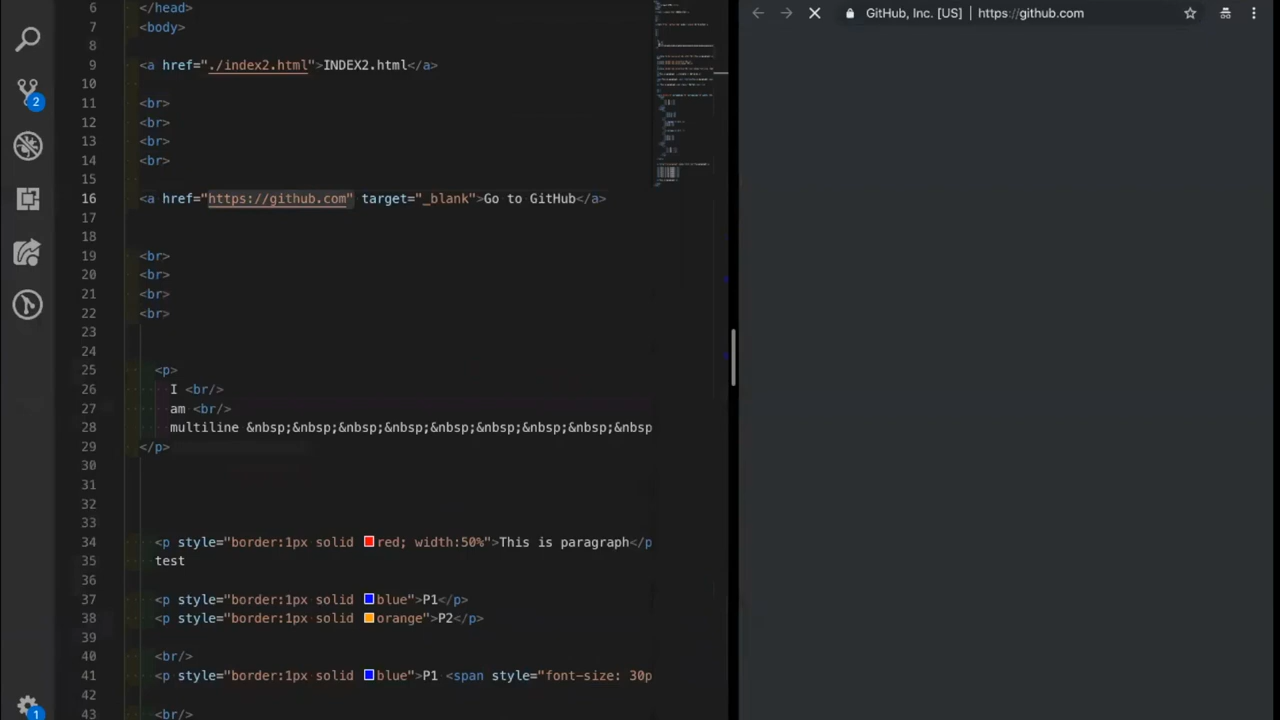 6 </head>
7 <body>
8
9 <a href="./index2.html">INDEX2.html</a>
10
11 <br>
12 <br>
13 <br>
14 <br>
15
16 <a href="https://github.com" target="_blank">Go to GitHub</a>
17
18
19 <br>
20 <br>
21 <br>
22 <br>
23
24
25 <p>
26 I <br/>
27 am <br/>
28 multiline &nbsp;&nbsp;&nbsp;&nbsp;&nbsp;&nbsp;&nbsp;&nbsp;&nbsp
29 </p>
30
31
32
33
34 <p style="border:1px solid red; width:50%">This is paragraph</p
35 test
36
37 <p style="border:1px solid blue">P1</p>
38 <p style="border:1px solid orange">P2</p>
39
40 <br/>
41 <p style="border:1px solid blue">P1 <span style="font-size: 30p
42
43 <br/>
2
1
GitHub, Inc. [US] | https://github.com